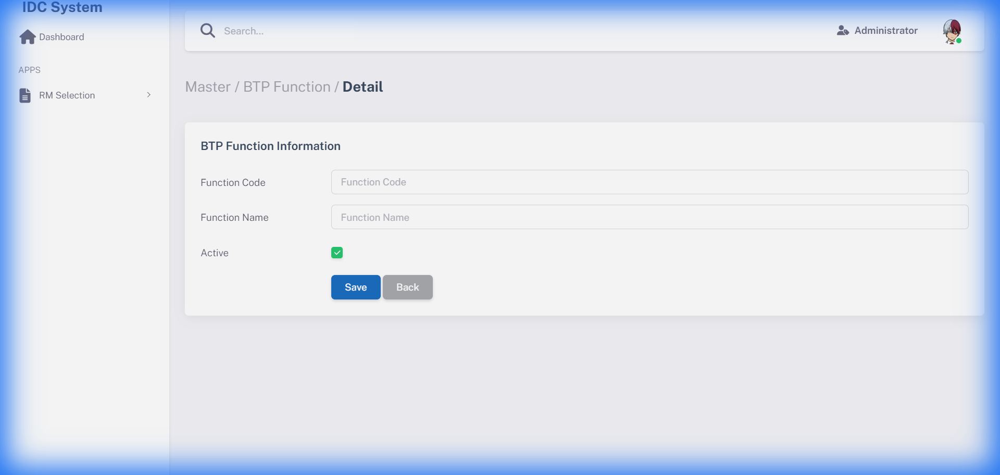 IDC System
Dashboard
APPS
RM Selection
Search...
Administrator
Master / BTP Function / Detail
BTP Function Information
Function Code
Function Code
Function Name
Function Name
Active
Save
Back